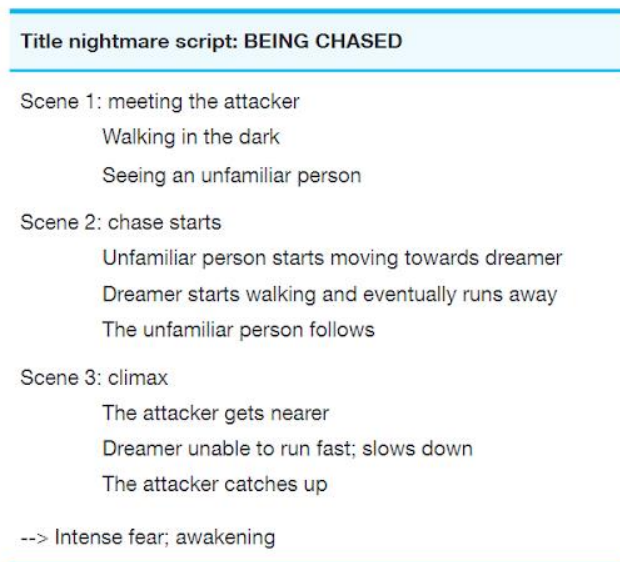 Title nightmare script: BEING CHASED
Scene 1: meeting the attacker
Walking in the dark
Seeing an unfamiliar person
Scene 2: chase starts
Unfamiliar person starts moving towards dreamer
Dreamer starts walking and eventually runs away
The unfamiliar person follows
Scene 3: climax
The attacker gets nearer
Dreamer unable to run fast; slows down
The attacker catches up
--> Intense fear; awakening